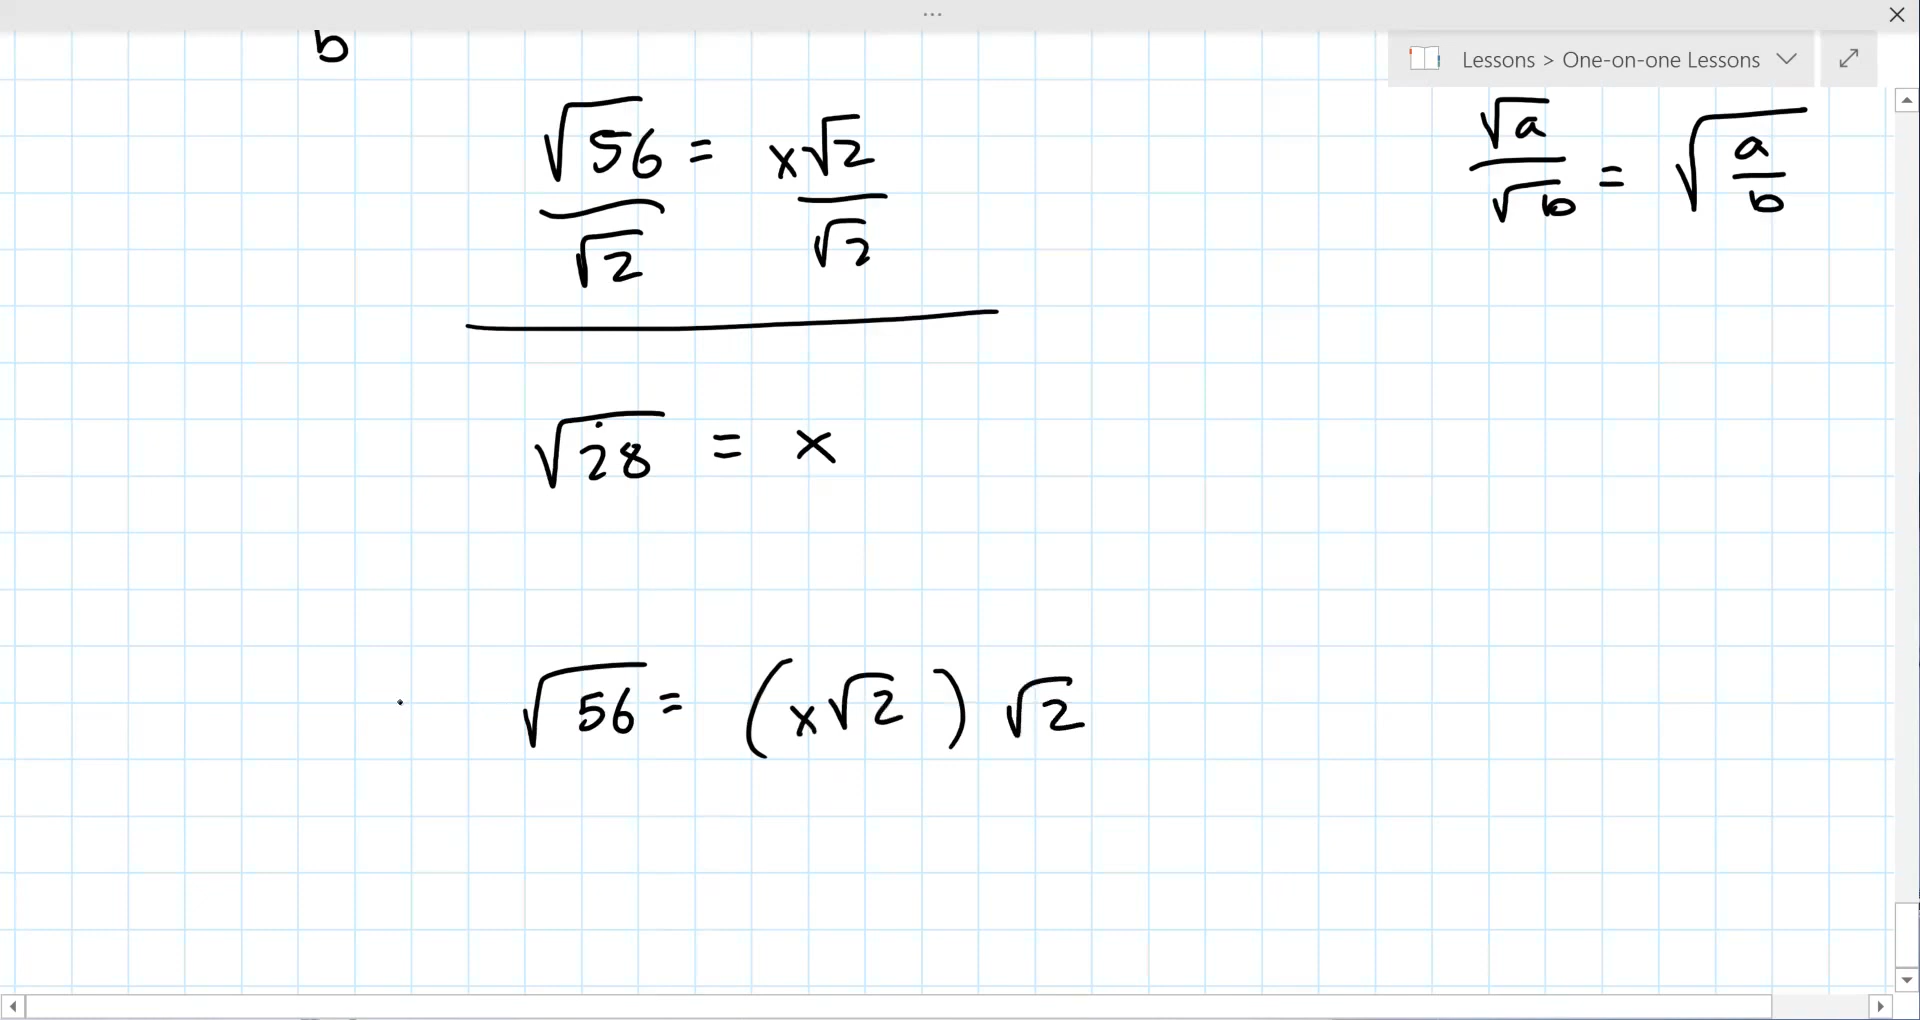 ...
Lessons > One-on-one Lessons
b
√56 = x√2
√2 √2
√a / √b = √(a/b)
√28 = x
√56 = (x√2) √2